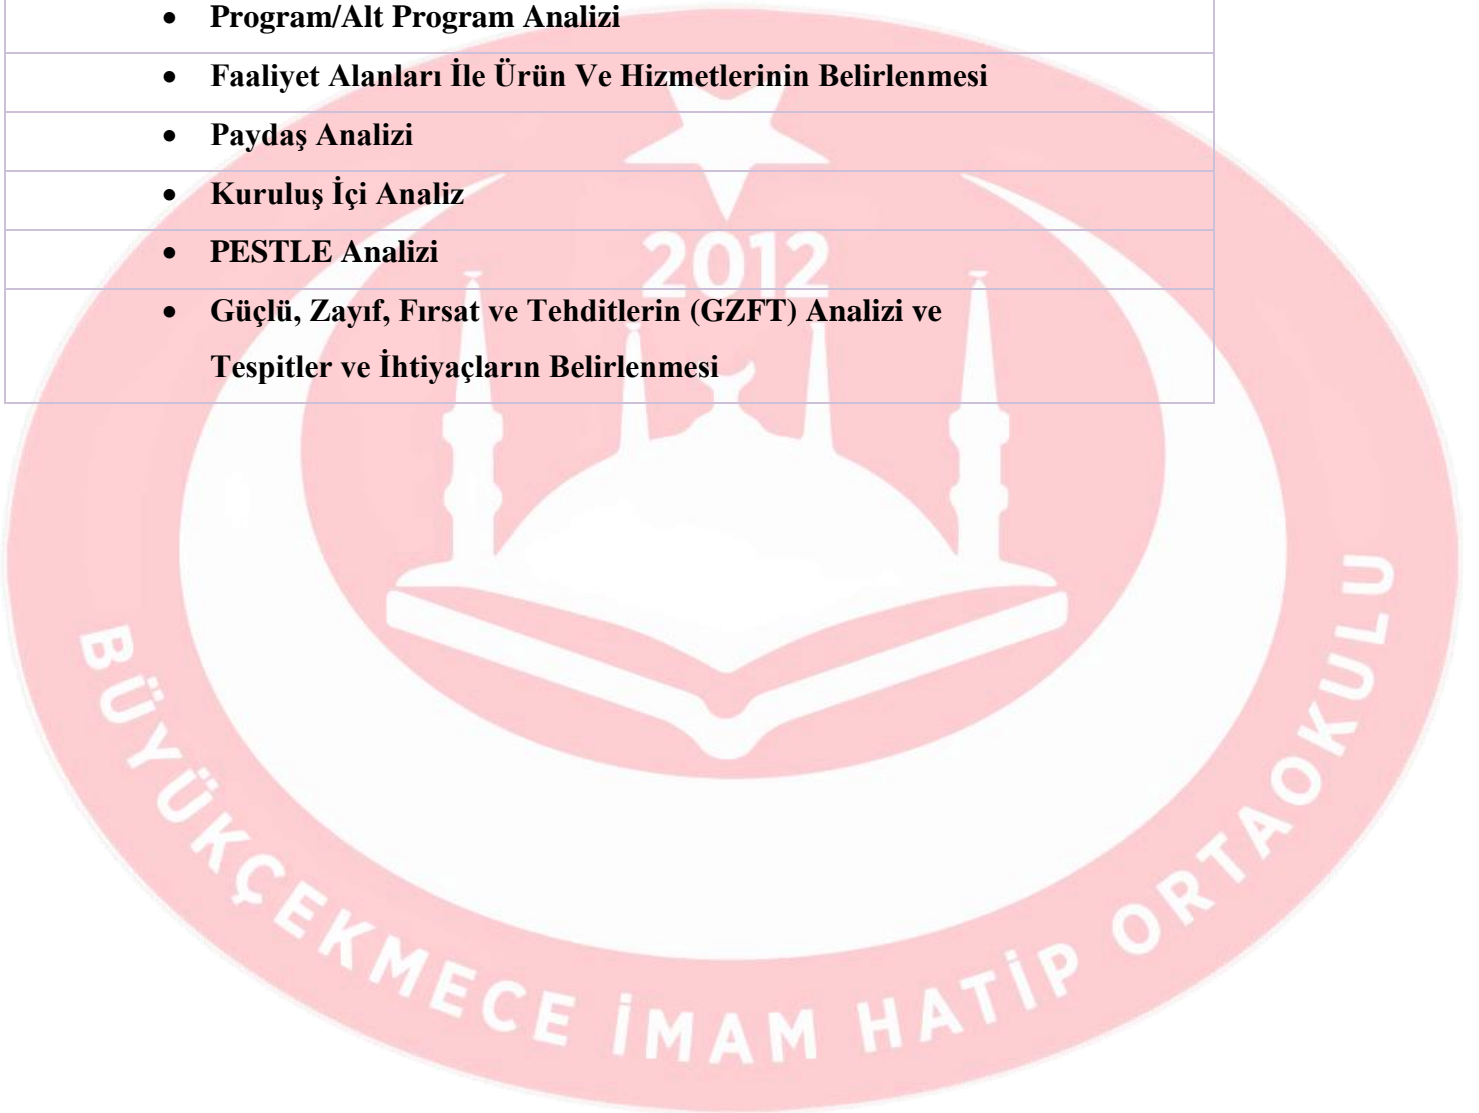 • Program/Alt Program Analizi
• Faaliyet Alanları İle Ürün Ve Hizmetlerinin Belirlenmesi
• Paydaş Analizi
• Kuruluş İçi Analiz
• PESTLE Analizi
• Güçlü, Zayıf, Fırsat ve Tehditlerin (GZFT) Analizi ve
Tespitler ve İhtiyaçların Belirlenmesi
2012
BÜYÜKÇEKMECE İMAM HATİP ORTAOKULU